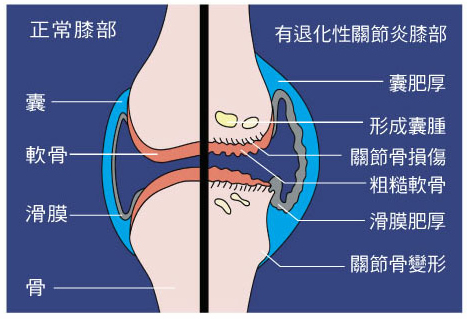 正常膝部
囊
軟骨
滑膜
骨
有退化性關節炎膝部
囊肥厚
形成囊腫
關節骨損傷
粗糙軟骨
滑膜肥厚
關節骨變形